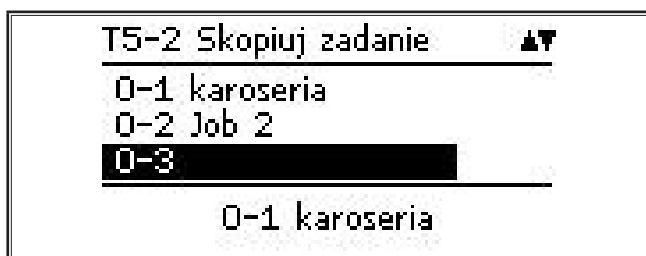 T5-2 Skopiuj zadanie ▲▼
0-1 karoseria
0-2 Job 2
0-3
0-1 karoseria